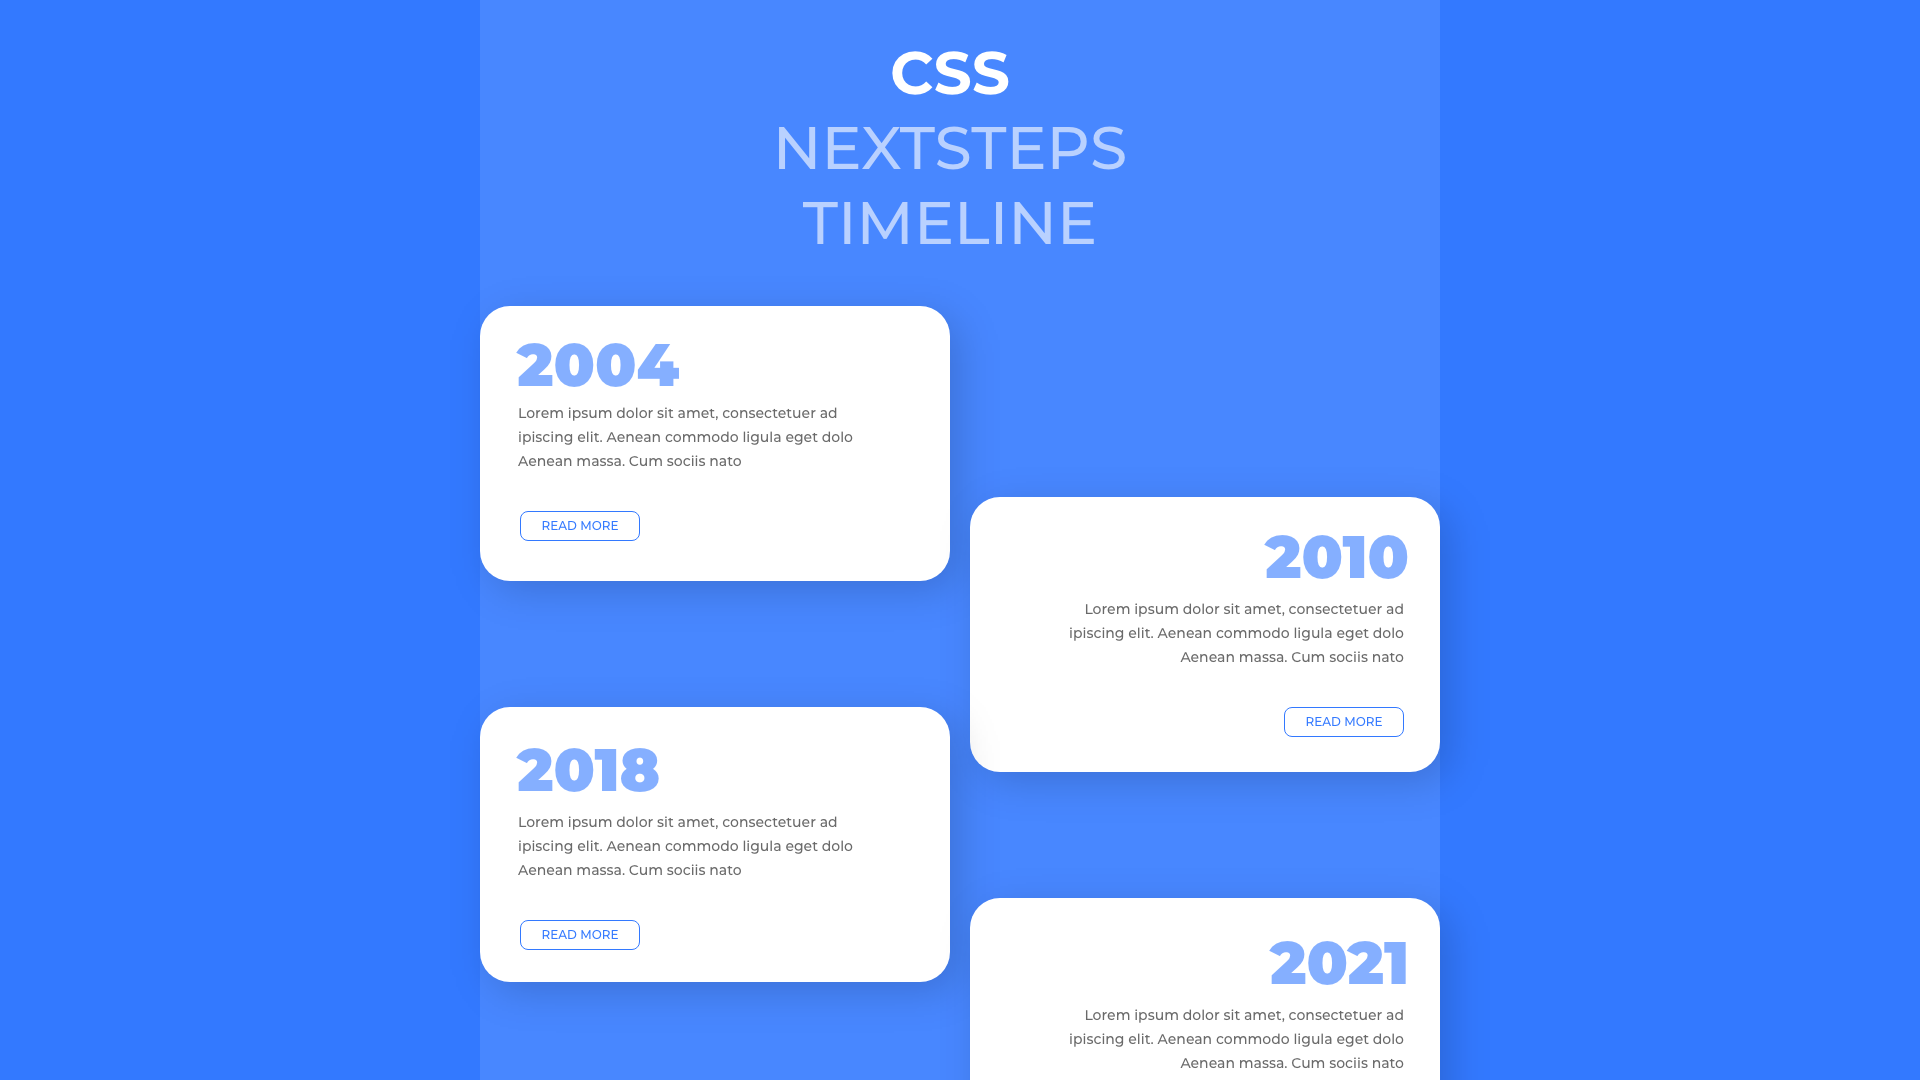 CSS
NEXTSTEPS
TIMELINE
2004
Lorem ipsum dolor sit amet, consectetuer ad
ipiscing elit. Aenean commodo ligula eget dolo
Aenean massa. Cum sociis nato
READ MORE
2010
Lorem ipsum dolor sit amet, consectetuer ad
ipiscing elit. Aenean commodo ligula eget dolo
Aenean massa. Cum sociis nato
READ MORE
2018
Lorem ipsum dolor sit amet, consectetuer ad
ipiscing elit. Aenean commodo ligula eget dolo
Aenean massa. Cum sociis nato
READ MORE
2021
Lorem ipsum dolor sit amet, consectetuer ad
ipiscing elit. Aenean commodo ligula eget dolo
Aenean massa. Cum sociis nato